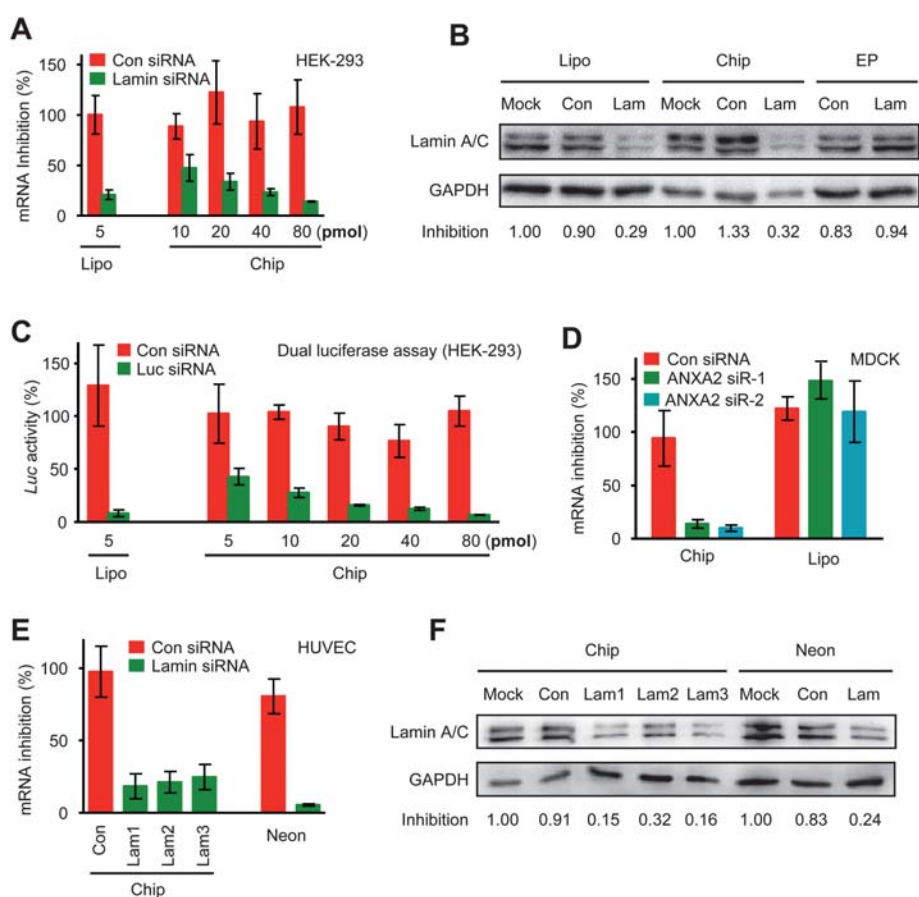 A
mRNA Inhibition (%)
150
100
50
0
Con siRNA
Lamin siRNA
HEK-293
5 10 20 40 80 (pmol)
Lipo Chip
B
Lipo Chip EP
Mock Con Lam Mock Con Lam Con Lam
Lamin A/C
GAPDH
Inhibition 1.00 0.90 0.29 1.00 1.33 0.32 0.83 0.94
C
Luc activity (%)
150
100
50
0
Con siRNA
Luc siRNA
Dual luciferase assay (HEK-293)
5 5 10 20 40 80 (pmol)
Lipo Chip
D
mRNA inhibition (%)
150
100
50
0
Con siRNA
ANXA2 siR-1
ANXA2 siR-2
MDCK
Chip Lipo
E
mRNA inhibition (%)
100
50
0
Con siRNA
Lamin siRNA
HUVEC
Con Lam1 Lam2 Lam3 Neon
Chip
F
Chip Neon
Mock Con Lam1 Lam2 Lam3 Mock Con Lam
Lamin A/C
GAPDH
Inhibition 1.00 0.91 0.15 0.32 0.16 1.00 0.83 0.24